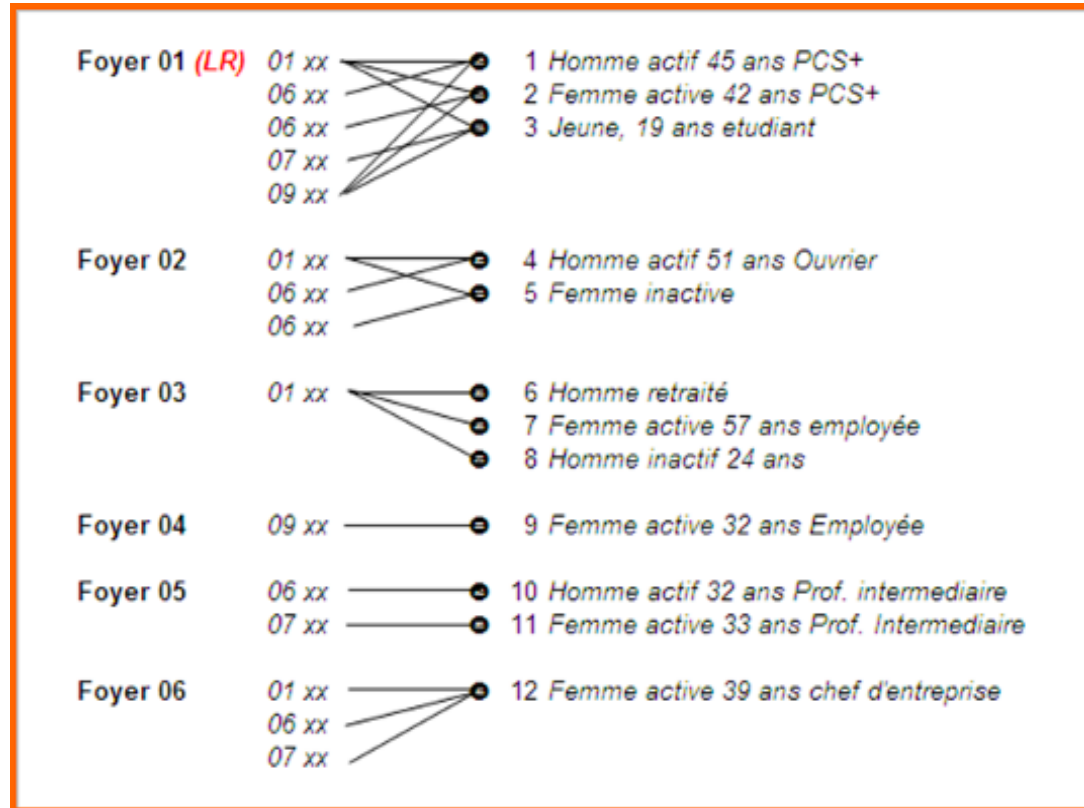 Foyer 01 (LR) 01 xx 1 Homme actif 45 ans PCS+
06 xx 2 Femme active 42 ans PCS+
06 xx 3 Jeune, 19 ans etudiant
07 xx
09 xx
Foyer 02 01 xx 4 Homme actif 51 ans Ouvrier
06 xx 5 Femme inactive
06 xx
Foyer 03 01 xx 6 Homme retraité
7 Femme active 57 ans employée
8 Homme inactif 24 ans
Foyer 04 09 xx 9 Femme active 32 ans Employée
Foyer 05 06 xx 10 Homme actif 32 ans Prof. intermediaire
07 xx 11 Femme active 33 ans Prof. Intermediaire
Foyer 06 01 xx 12 Femme active 39 ans chef d'entreprise
06 xx
07 xx